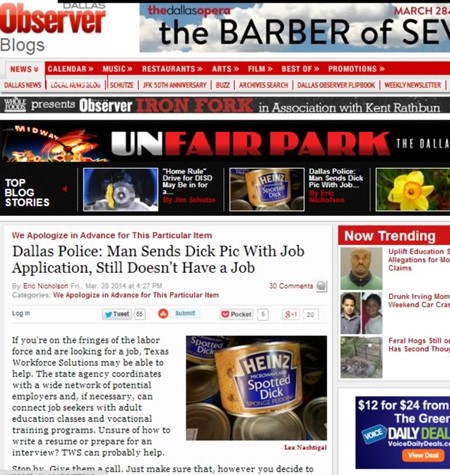 DALLAS
Observer
Blogs
thedallasopera
MARCH 28
the BARBER of SEV
NEWS CALENDAR » MUSIC » RESTAURANTS » ARTS » FILM » BEST OF » PROMOTIONS »
DALLAS NEWS LOCAL NEWS BLOG SCHUTZE JFK 50TH ANNIVERSARY BUZZ ARCHIVES SEARCH DALLAS OBSERVER FLIPBOOK WEEKLY NEWSLETTER
WHOLE FOODS presents Observer IRON FORK in Association with Kent Rathbun
MIDWAY
UNFAIR PARK THE DALLA
TOP
BLOG
STORIES
"Home Rule"
Drive for DISD
May Be in for
a...
By Jim Schutze
HEINZ
Spotted
Dick
Dallas Police:
Man Sends Dick
Pic With Job...
By Eric
Nicholson
We Apologize in Advance for This Particular Item
Dallas Police: Man Sends Dick Pic With Job
Application, Still Doesn't Have a Job
By Eric Nicholson Fri., Mar. 28 2014 at 4:27 PM
30 Comments
Categories: We Apologize in Advance for This Particular Item
Log In
Tweet 65
Submit
Pocket 6
+1 20
If you're on the fringes of the labor
force and are looking for a job, Texas
Workforce Solutions may be able to
help. The state agency coordinates
with a wide network of potential
employers and, if necessary, can
connect job seekers with adult
education classes and vocational
training programs. Unsure of how to
write a resume or prepare for an
interview? TWS can probably help.
Stop by. Give them a call. Just make sure that, however you decide to
Spotted
Dick
HEINZ
Spotted
Dick
SPONGE PUDDING
Lee Nachtigal
Now Trending
Uplift Education S
Allegations for Mo
Claims
Drunk Irving Mom
Weekend Car Cras
Feral Hogs Still on
Has Second Thoug
$12 for $24 from
The Green
VOICE DAILY DEAL
VoiceDailyDeals.co
View Deal